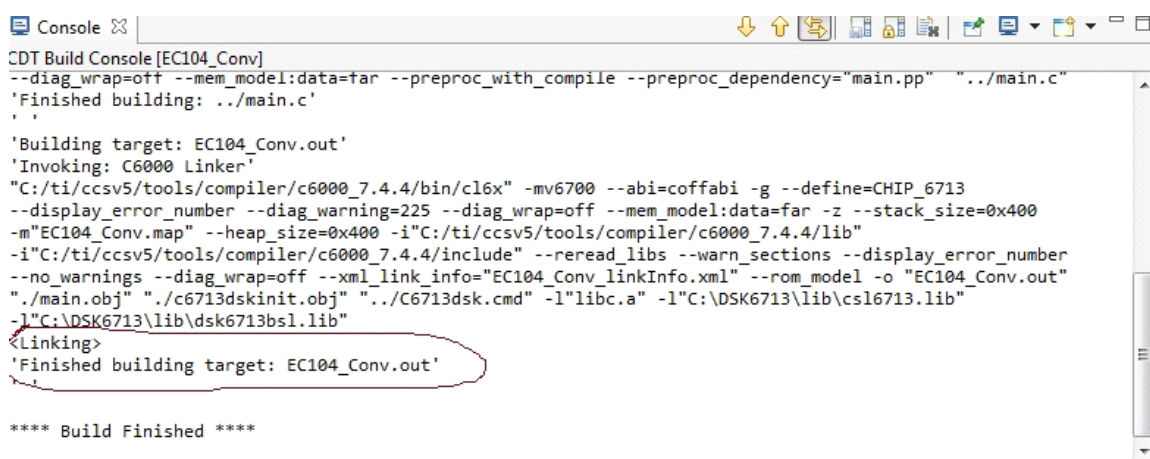 Console
CDT Build Console [EC104_Conv]
--diag_wrap=off --mem_model:data=far --preproc_with_compile --preproc_dependency="main.pp"  "../main.c"
'Finished building: ../main.c'
' '
'Building target: EC104_Conv.out'
'Invoking: C6000 Linker'
"C:/ti/ccsv5/tools/compiler/c6000_7.4.4/bin/cl6x" -mv6700 --abi=coffabi -g --define=CHIP_6713
--display_error_number --diag_warning=225 --diag_wrap=off --mem_model:data=far -z --stack_size=0x400
-m"EC104_Conv.map" --heap_size=0x400 -i"C:/ti/ccsv5/tools/compiler/c6000_7.4.4/lib"
-i"C:/ti/ccsv5/tools/compiler/c6000_7.4.4/include" --reread_libs --warn_sections --display_error_number
--no_warnings --diag_wrap=off --xml_link_info="EC104_Conv_linkInfo.xml" --rom_model -o "EC104_Conv.out"
"./main.obj" "./c6713dskinit.obj" "../C6713dsk.cmd" -l"libc.a" -l"C:\DSK6713\lib\csl6713.lib"
-l"C:\DSK6713\lib\dsk6713bsl.lib"
<Linking>
'Finished building target: EC104_Conv.out'
' '
**** Build Finished ****